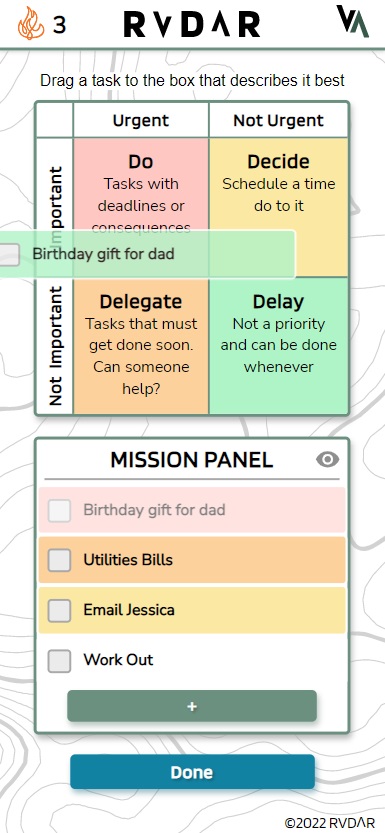 3
RVDAR
VA
Drag a task to the box that describes it best
Urgent
Not Urgent
Important
Do
Tasks with
deadlines or
consequences
Decide
Schedule a time
do to it
Birthday gift for dad
Not Important
Delegate
Tasks that must
get done soon.
Can someone
help?
Delay
Not a priority
and can be done
whenever
MISSION PANEL
Birthday gift for dad
Utilities Bills
Email Jessica
Work Out
+
Done
©2022 RVDAR